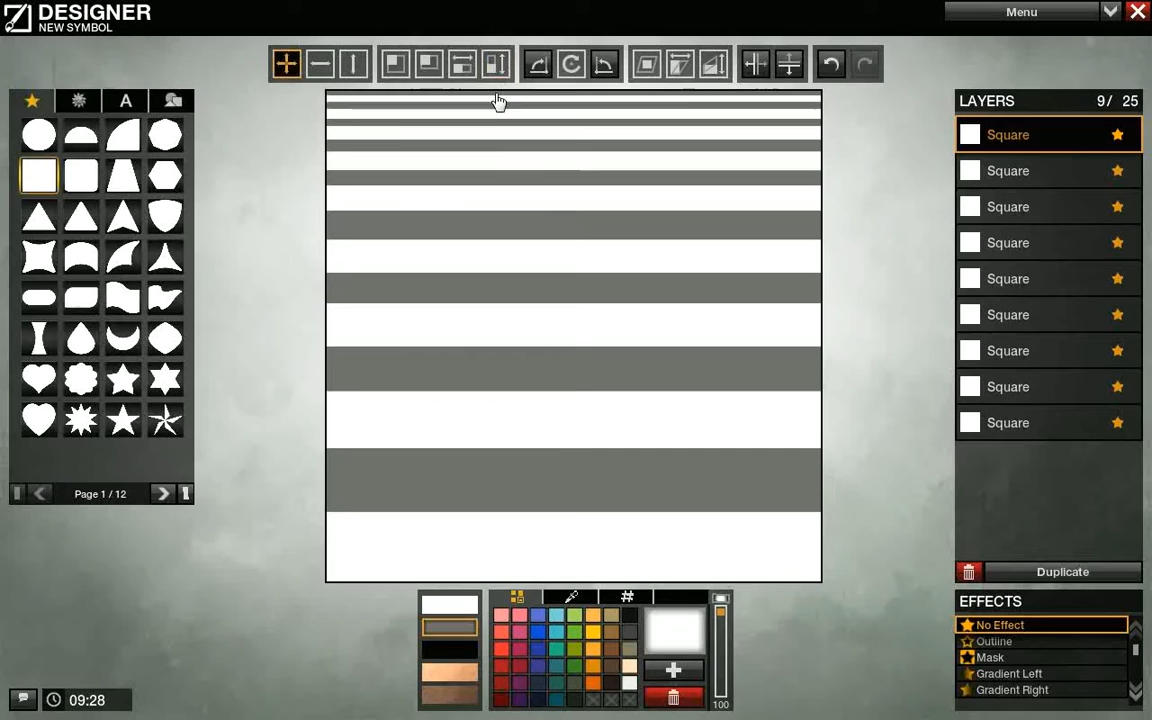 DESIGNER
NEW SYMBOL
Menu
A
LAYERS 9/ 25
Square
Square
Square
Square
Square
Square
Square
Square
Square
Page 1 / 12
Duplicate
#
EFFECTS
No Effect
Outline
Mask
Gradient Left
Gradient Right
100
09:28